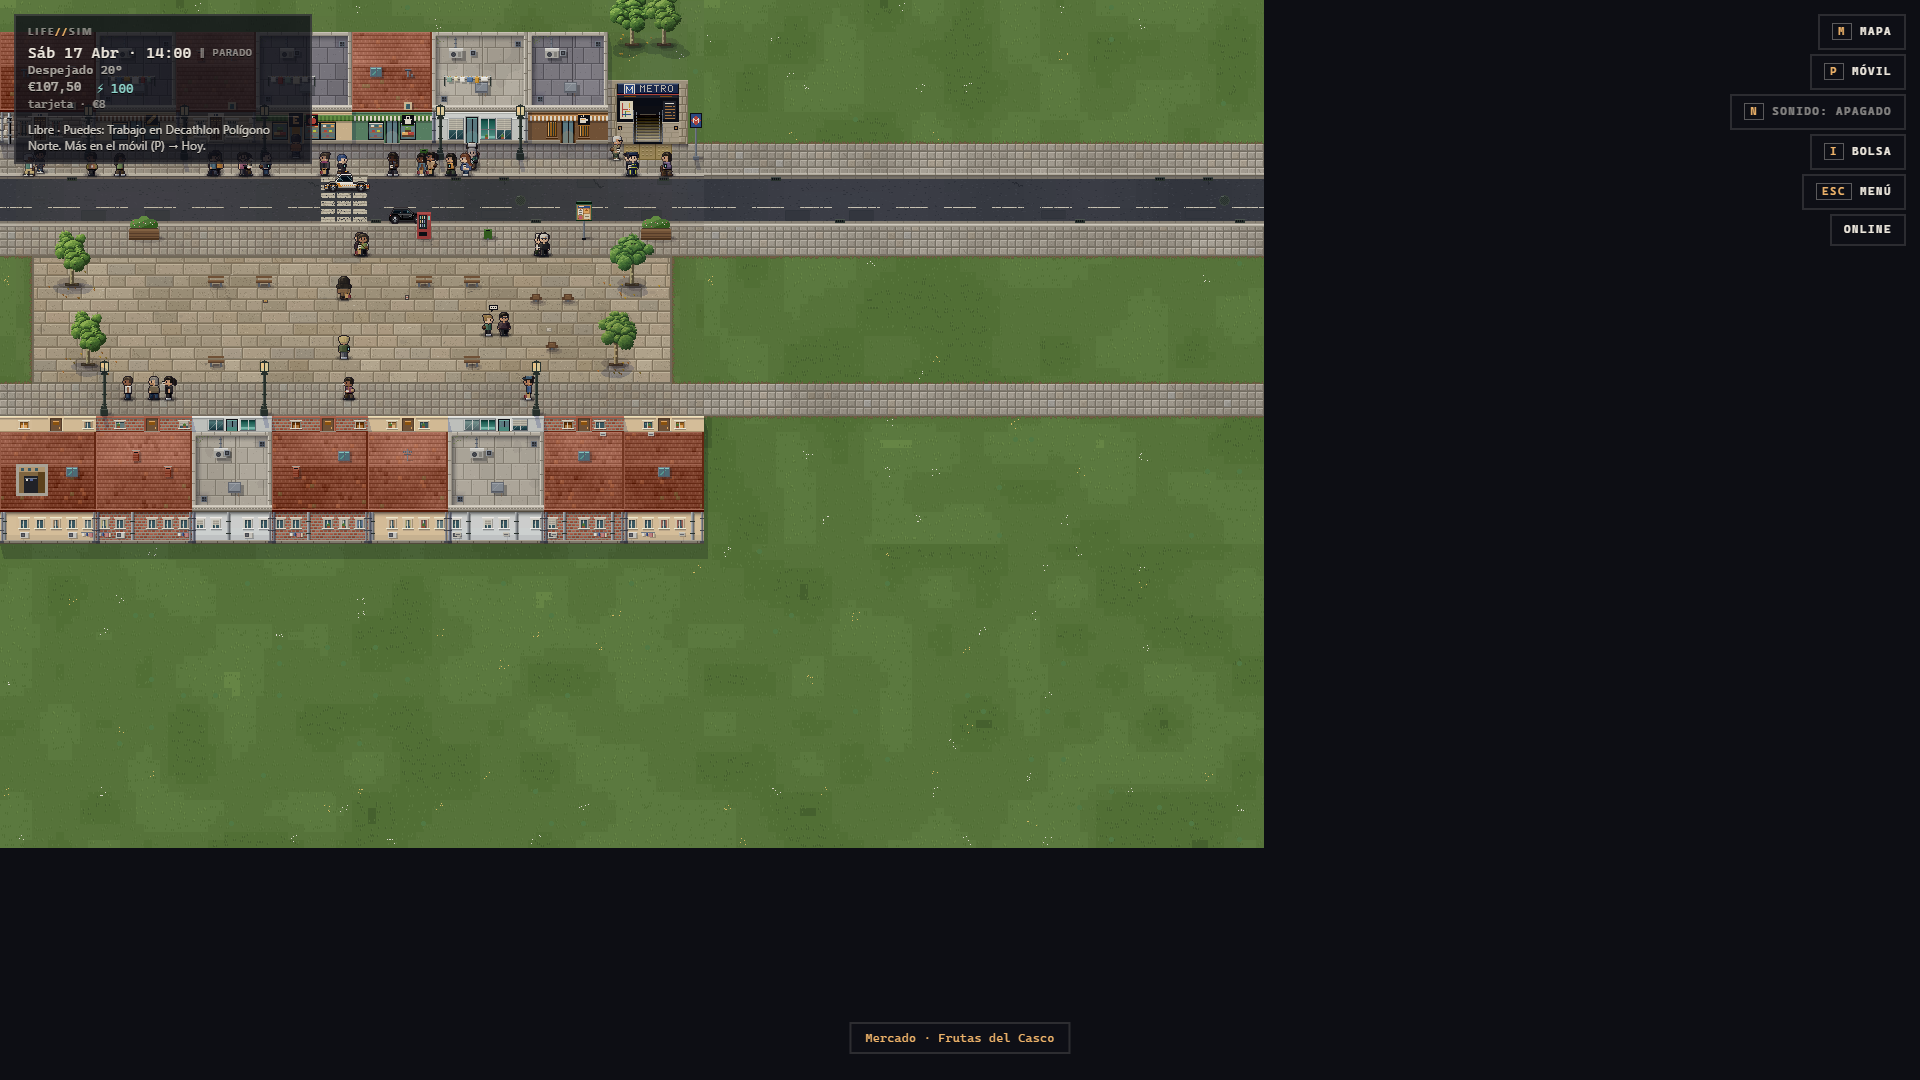 LIFE//SIM
Sáb 17 Abr · 14:00 ‖ PARADO
Despejado 20°
€107,50 ⚡ 100
tarjeta · €8
Libre · Puedes: Trabajo en Decathlon Polígono
Norte. Más en el móvil (P) → Hoy.
M METRO
M
M MAPA
P MÓVIL
N SONIDO: APAGADO
I BOLSA
ESC MENÚ
ONLINE
Mercado · Frutas del Casco